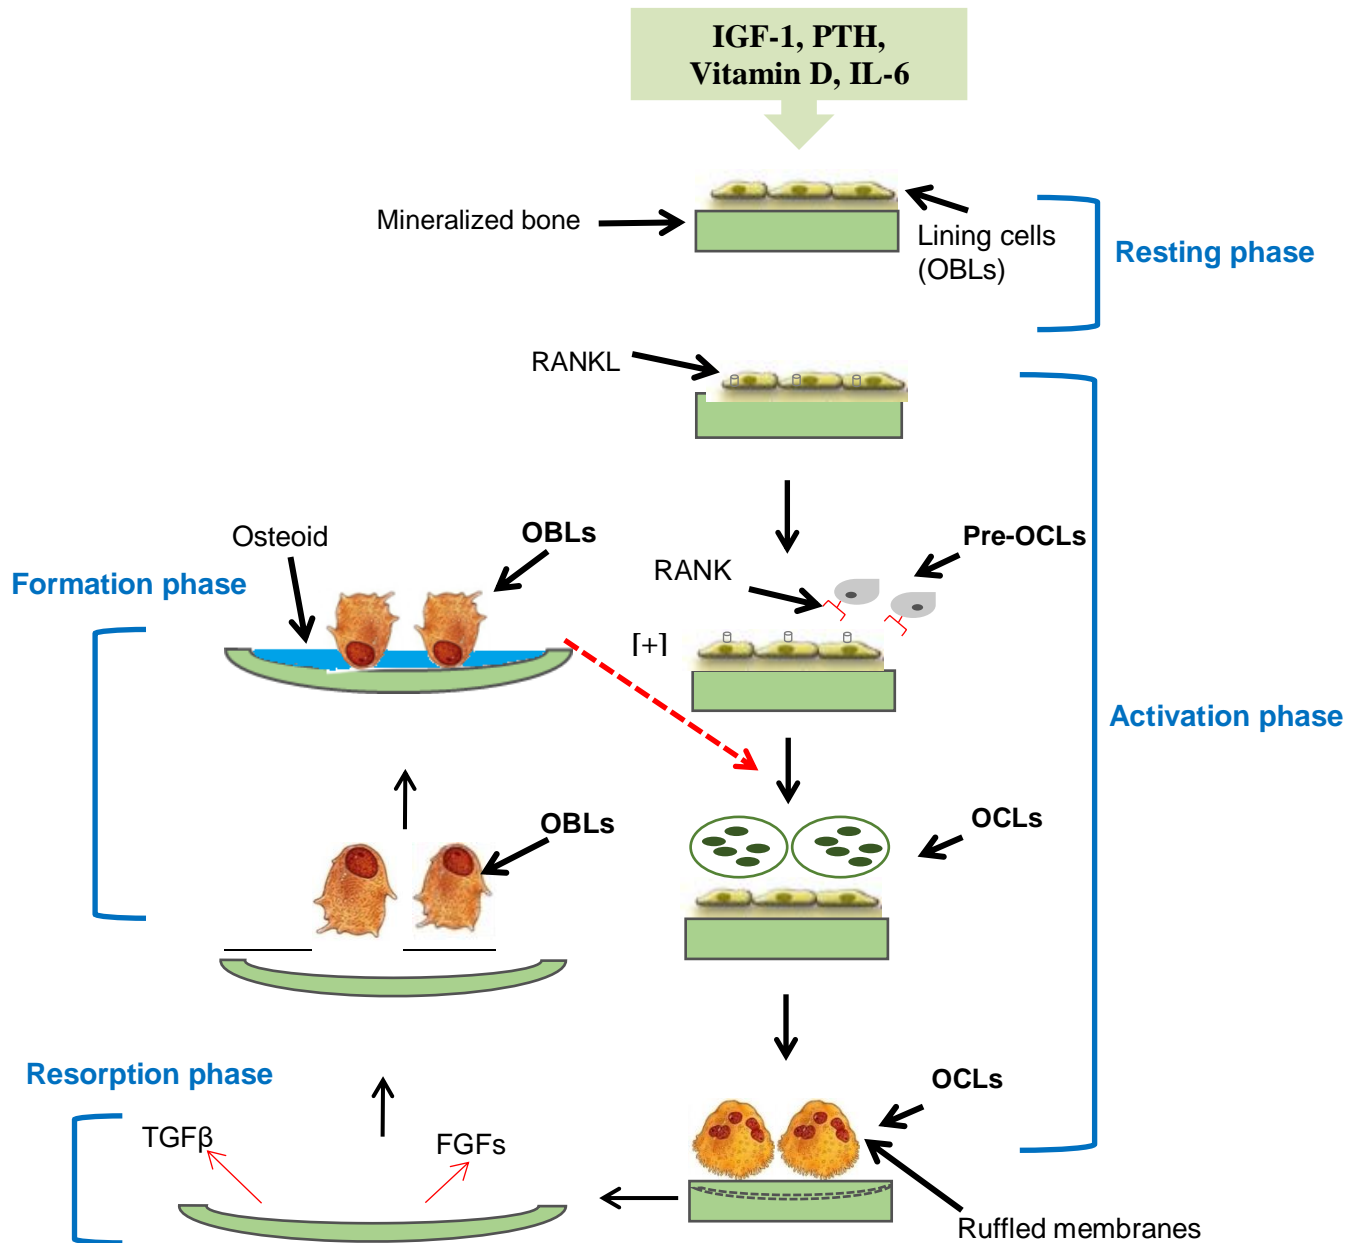 IGF-1, PTH,
Vitamin D, IL-6
Mineralized bone
Lining cells
(OBLs)
Resting phase
RANKL
Osteoid
OBLs
Pre-OCLs
RANK
Formation phase
[+]
Activation phase
OBLs
OCLs
Resorption phase
OCLs
TGFβ
FGFs
Ruffled membranes